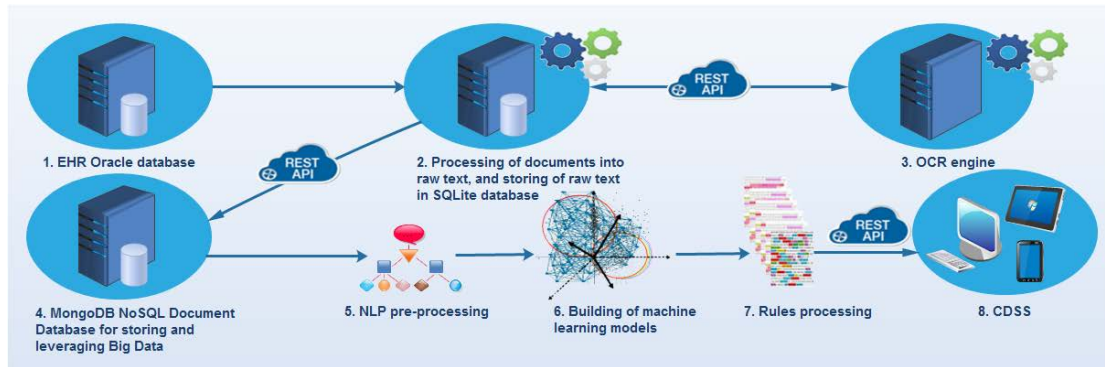 REST
API
1. EHR Oracle database
2. Processing of documents into
raw text, and storing of raw text
in SQLite database
3. OCR engine
REST
API
REST
API
4. MongoDB NoSQL Document
Database for storing and
leveraging Big Data
5. NLP pre-processing
6. Building of machine
learning models
7. Rules processing
8. CDSS